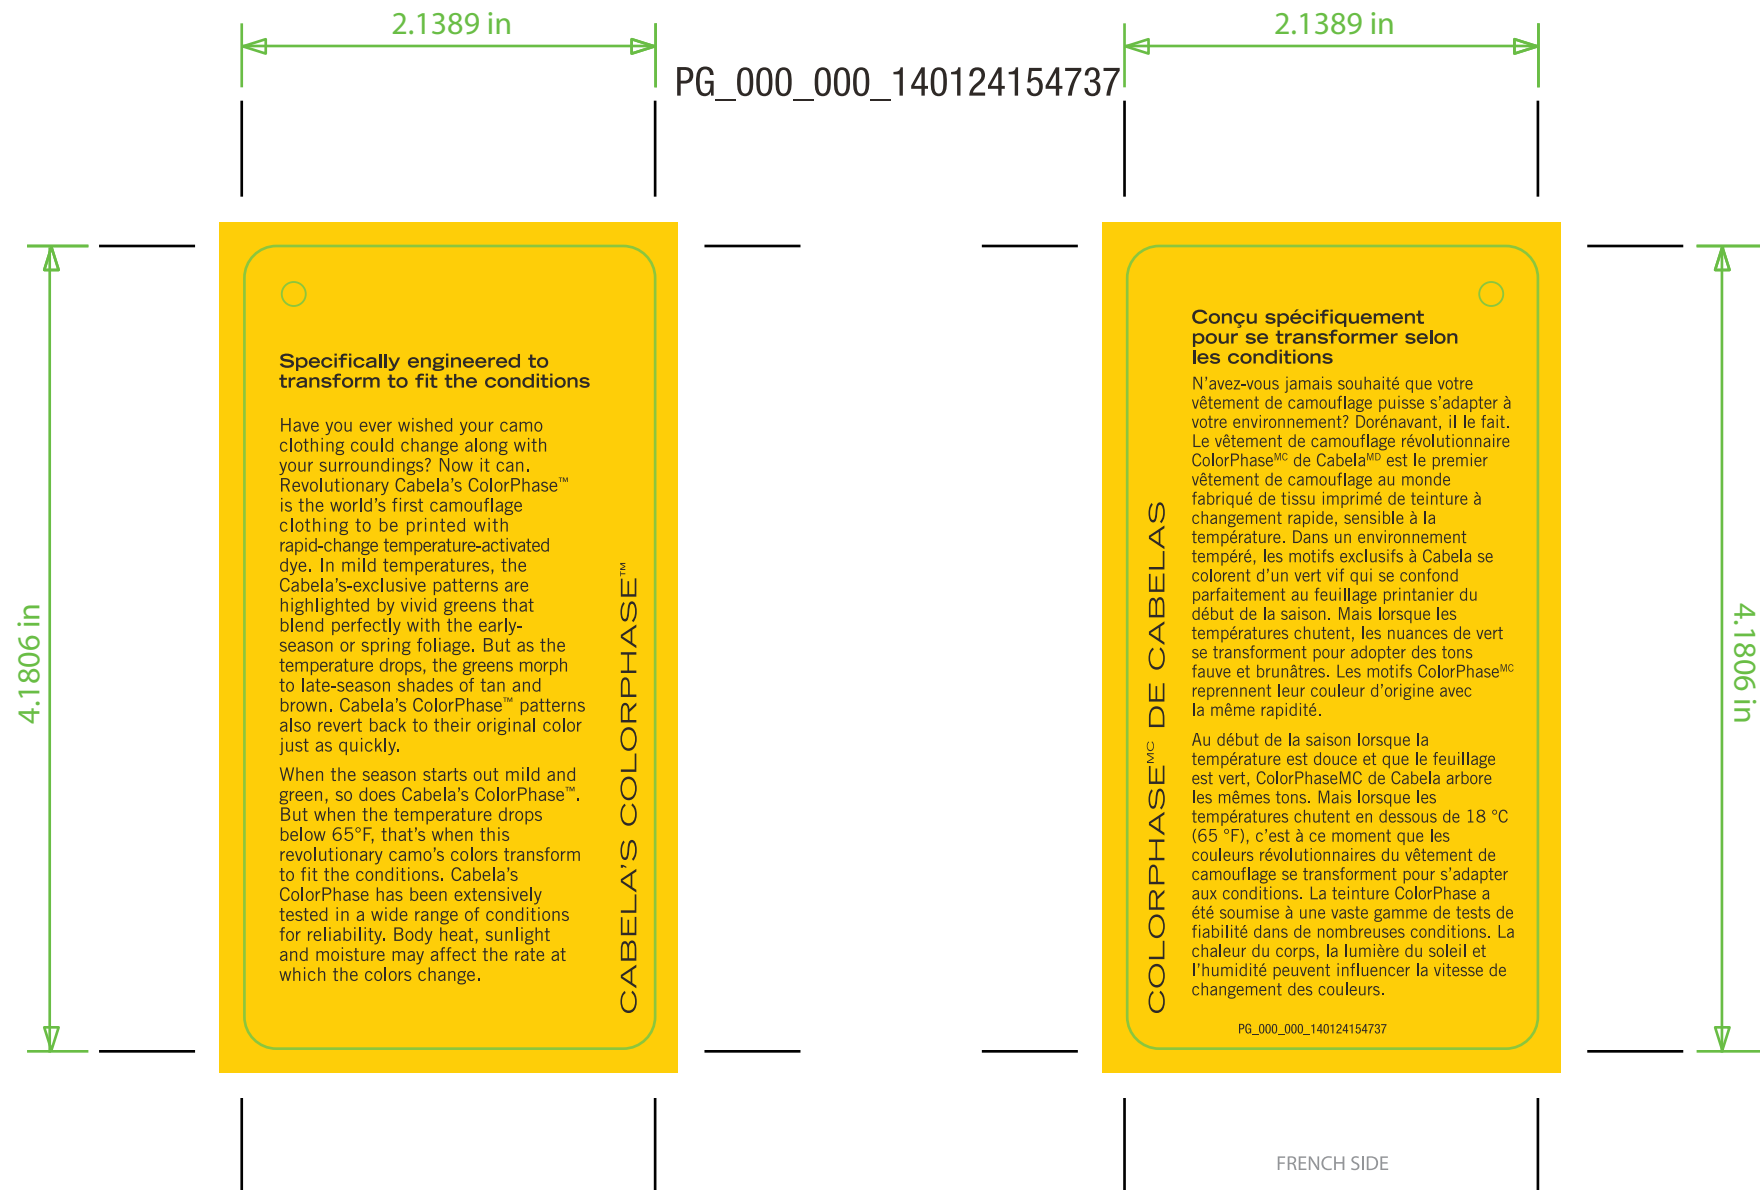 2.1389 in
2.1389 in
PG_000_000_140124154737
4.1806 in
Specifically engineered to
transform to fit the conditions
Have you ever wished your camo
clothing could change along with
your surroundings? Now it can.
Revolutionary Cabela's ColorPhase™
is the world's first camouflage
clothing to be printed with
rapid-change temperature-activated
dye. In mild temperatures, the
Cabela's-exclusive patterns are
highlighted by vivid greens that
blend perfectly with the early-
season or spring foliage. But as the
temperature drops, the greens morph
to late-season shades of tan and
brown. Cabela's ColorPhase™ patterns
also revert back to their original color
just as quickly.
When the season starts out mild and
green, so does Cabela's ColorPhase™.
But when the temperature drops
below 65°F, that's when this
revolutionary camo's colors transform
to fit the conditions. Cabela's
ColorPhase has been extensively
tested in a wide range of conditions
for reliability. Body heat, sunlight
and moisture may affect the rate at
which the colors change.
CABELA'S COLORPHASE™
COLORPHASE^MC DE CABELAS
Conçu spécifiquement
pour se transformer selon
les conditions
N'avez-vous jamais souhaité que votre
vêtement de camouflage puisse s'adapter à
votre environnement? Dorénavant, il le fait.
Le vêtement de camouflage révolutionnaire
ColorPhase^MC de Cabela^MD est le premier
vêtement de camouflage au monde
fabriqué de tissu imprimé de teinture à
changement rapide, sensible à la
température. Dans un environnement
tempéré, les motifs exclusifs à Cabela se
colorent d'un vert vif qui se confond
parfaitement au feuillage printanier du
début de la saison. Mais lorsque les
températures chutent, les nuances de vert
se transforment pour adopter des tons
fauve et brunâtres. Les motifs ColorPhase^MC
reprennent leur couleur d'origine avec
la même rapidité.
Au début de la saison lorsque la
température est douce et que le feuillage
est vert, ColorPhaseMC de Cabela arbore
les mêmes tons. Mais lorsque les
températures chutent en dessous de 18 °C
(65 °F), c'est à ce moment que les
couleurs révolutionnaires du vêtement de
camouflage se transforment pour s'adapter
aux conditions. La teinture ColorPhase a
été soumise à une vaste gamme de tests de
fiabilité dans de nombreuses conditions. La
chaleur du corps, la lumière du soleil et
l'humidité peuvent influencer la vitesse de
changement des couleurs.
PG_000_000_140124154737
4.1806 in
FRENCH SIDE